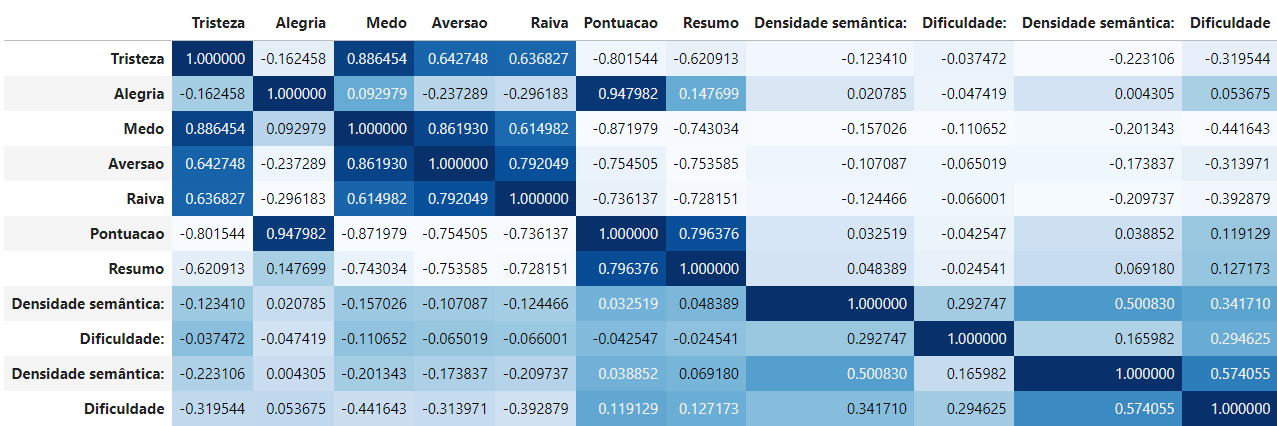 Tristeza Alegria Medo Aversao Raiva Pontuacao Resumo Densidade semântica: Dificuldade: Densidade semântica: Dificuldade
Tristeza 1.000000 -0.162458 0.886454 0.642748 0.636827 -0.801544 -0.620913 -0.123410 -0.037472 -0.223106 -0.319544
Alegria -0.162458 1.000000 0.092979 -0.237289 -0.296183 0.947982 0.147699 0.020785 -0.047419 0.004305 0.053675
Medo 0.886454 0.092979 1.000000 0.861930 0.614982 -0.871979 -0.743034 -0.157026 -0.110652 -0.201343 -0.441643
Aversao 0.642748 -0.237289 0.861930 1.000000 0.792049 -0.754505 -0.753585 -0.107087 -0.065019 -0.173837 -0.313971
Raiva 0.636827 -0.296183 0.614982 0.792049 1.000000 -0.736137 -0.728151 -0.124466 -0.066001 -0.209737 -0.392879
Pontuacao -0.801544 0.947982 -0.871979 -0.754505 -0.736137 1.000000 0.796376 0.032519 -0.042547 0.038852 0.119129
Resumo -0.620913 0.147699 -0.743034 -0.753585 -0.728151 0.796376 1.000000 0.048389 -0.024541 0.069180 0.127173
Densidade semântica: -0.123410 0.020785 -0.157026 -0.107087 -0.124466 0.032519 0.048389 1.000000 0.292747 0.500830 0.341710
Dificuldade: -0.037472 -0.047419 -0.110652 -0.065019 -0.066001 -0.042547 -0.024541 0.292747 1.000000 0.165982 0.294625
Densidade semântica: -0.223106 0.004305 -0.201343 -0.173837 -0.209737 0.038852 0.069180 0.500830 0.165982 1.000000 0.574055
Dificuldade -0.319544 0.053675 -0.441643 -0.313971 -0.392879 0.119129 0.127173 0.341710 0.294625 0.574055 1.000000